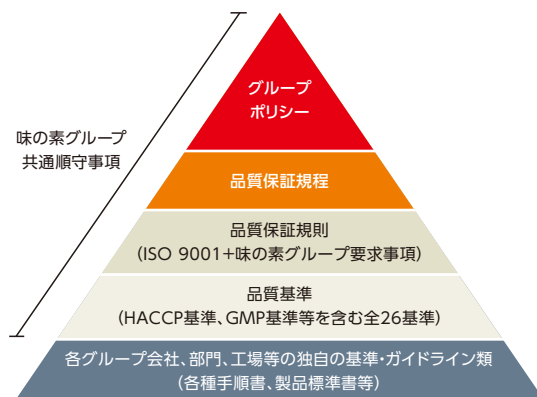 グループ
ポリシー
味の素グループ
共通順守事項
品質保証規程
品質保証規則
(ISO 9001+味の素グループ要求事項)
品質基準
(HACCP基準、GMP基準等を含む全26基準)
各グループ会社、部門、工場等の独自の基準・ガイドライン類
(各種手順書、製品標準書等)